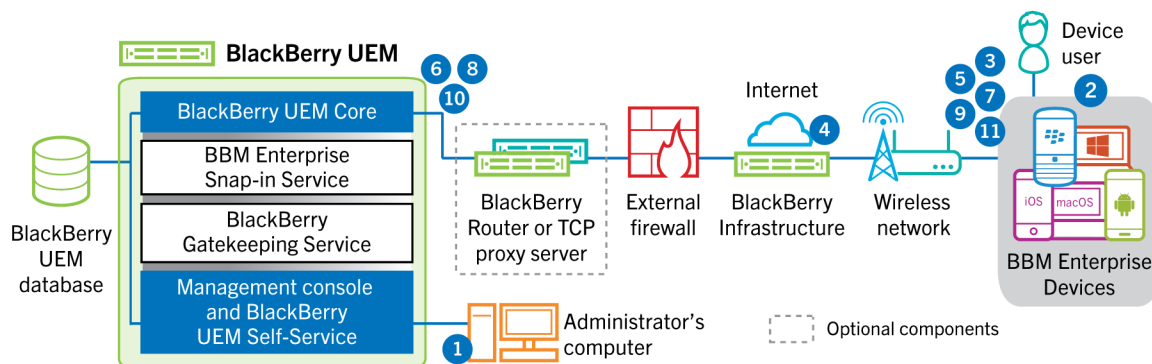 BlackBerry UEM
6
8
10
BlackBerry UEM Core
BBM Enterprise
Snap-in Service
BlackBerry
Gatekeeping Service
Management console
and BlackBerry
UEM Self-Service
BlackBerry
UEM
database
1
Administrator's
computer
BlackBerry
Router or TCP
proxy server
External
firewall
Internet
4
BlackBerry
Infrastructure
Wireless
network
3
5
7
9
11
Device
user
2
iOS
macOS
BBM Enterprise
Devices
Optional components